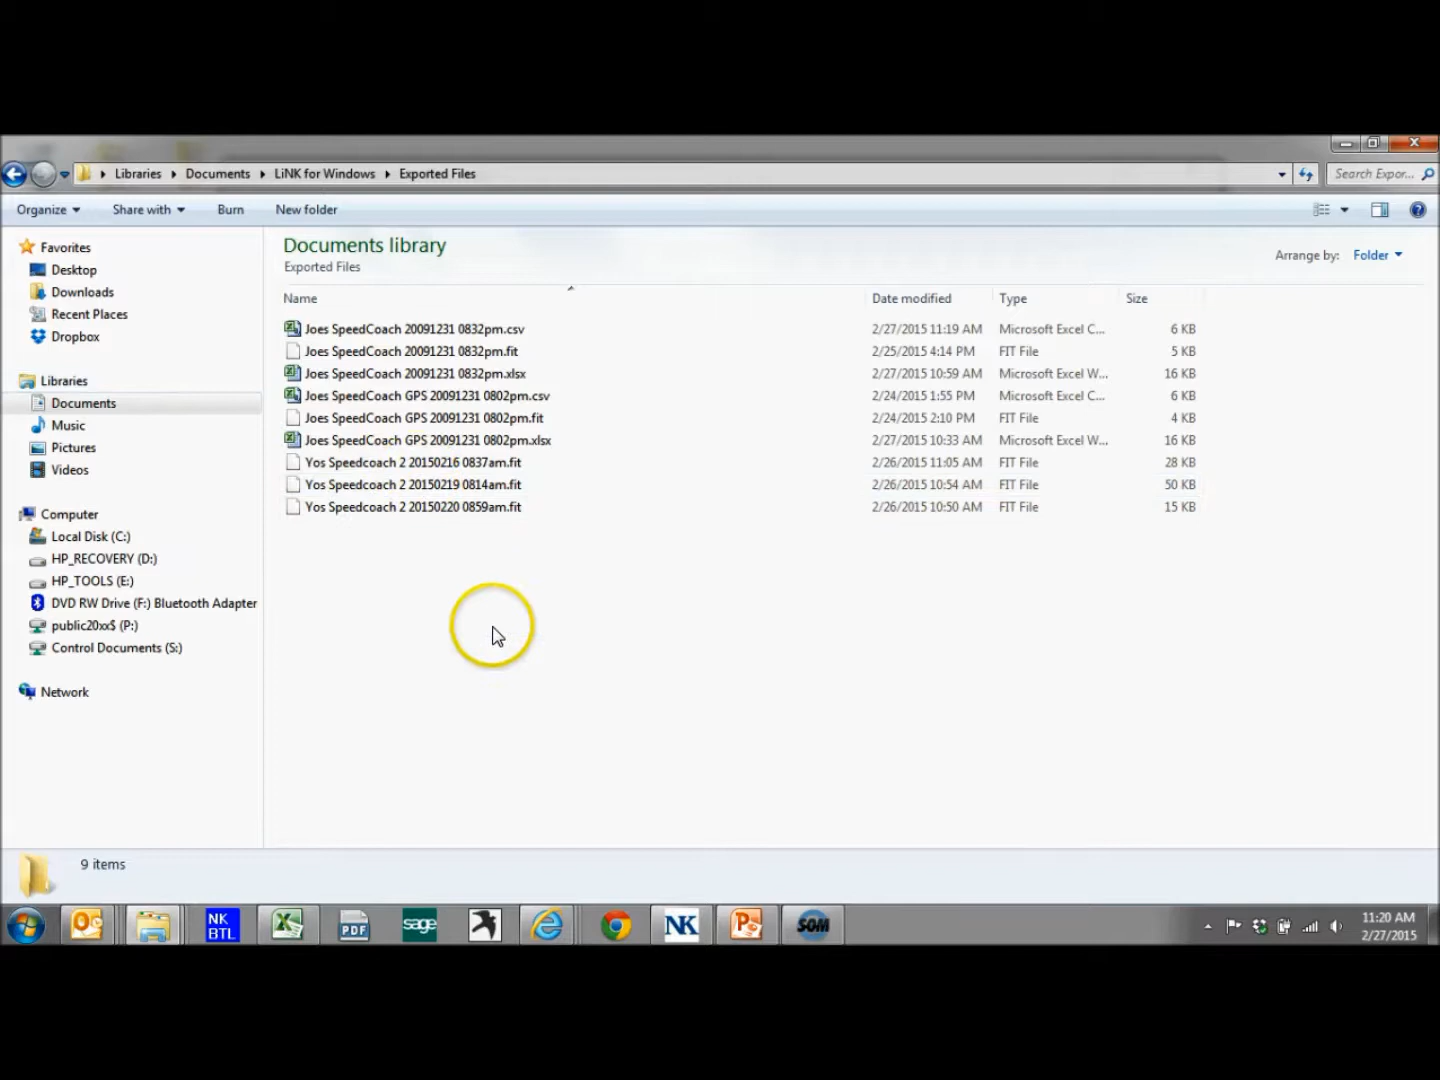 Libraries Documents LiNK for Windows Exported Files Search Expor...
Organize Share with Burn New folder
Favorites
Desktop
Downloads
Recent Places
Dropbox
Libraries
Documents
Music
Pictures
Videos
Computer
Local Disk (C:)
HP_RECOVERY (D:)
HP_TOOLS (E:)
DVD RW Drive (F:) Bluetooth Adapter
public20xx$ (P:)
Control Documents (S:)
Network
Documents library
Exported Files
Arrange by: Folder
Name Date modified Type Size
Joes SpeedCoach 20091231 0832pm.csv 2/27/2015 11:19 AM Microsoft Excel C... 6 KB
Joes SpeedCoach 20091231 0832pm.fit 2/25/2015 4:14 PM FIT File 5 KB
Joes SpeedCoach 20091231 0832pm.xlsx 2/27/2015 10:59 AM Microsoft Excel W... 16 KB
Joes SpeedCoach GPS 20091231 0802pm.csv 2/24/2015 1:55 PM Microsoft Excel C... 6 KB
Joes SpeedCoach GPS 20091231 0802pm.fit 2/24/2015 2:10 PM FIT File 4 KB
Joes SpeedCoach GPS 20091231 0802pm.xlsx 2/27/2015 10:33 AM Microsoft Excel W... 16 KB
Yos Speedcoach 2 20150216 0837am.fit 2/26/2015 11:05 AM FIT File 28 KB
Yos Speedcoach 2 20150219 0814am.fit 2/26/2015 10:54 AM FIT File 50 KB
Yos Speedcoach 2 20150220 0859am.fit 2/26/2015 10:50 AM FIT File 15 KB
9 items
NK
BTL
PDF
sage
NK
SOM
11:20 AM
2/27/2015